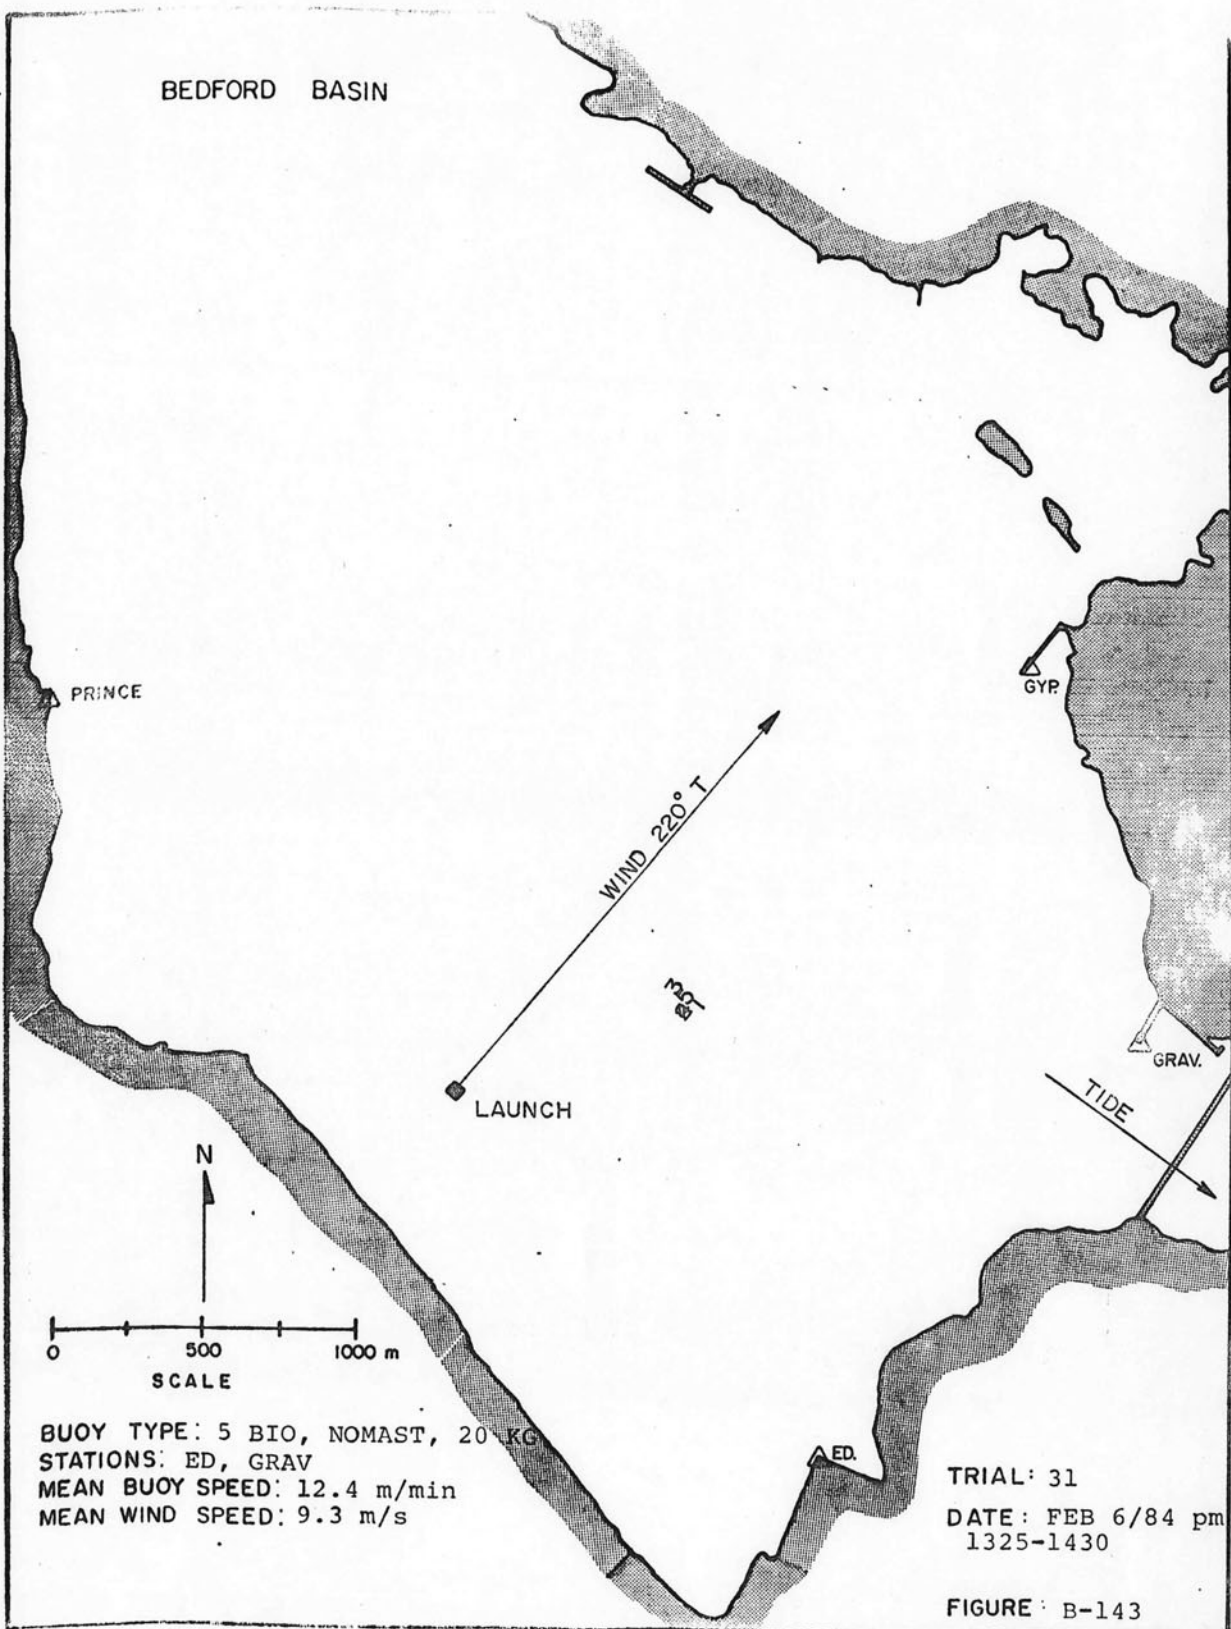 BEDFORD BASIN
PRINCE
GYP.
WIND 220° T
LAUNCH
GRAV.
TIDE
N
0 500 1000 m
SCALE
ED.
BUOY TYPE: 5 BIO, NOMAST, 20 KG
STATIONS: ED, GRAV
MEAN BUOY SPEED: 12.4 m/min
MEAN WIND SPEED: 9.3 m/s
TRIAL: 31
DATE: FEB 6/84 pm
1325-1430
FIGURE: B-143